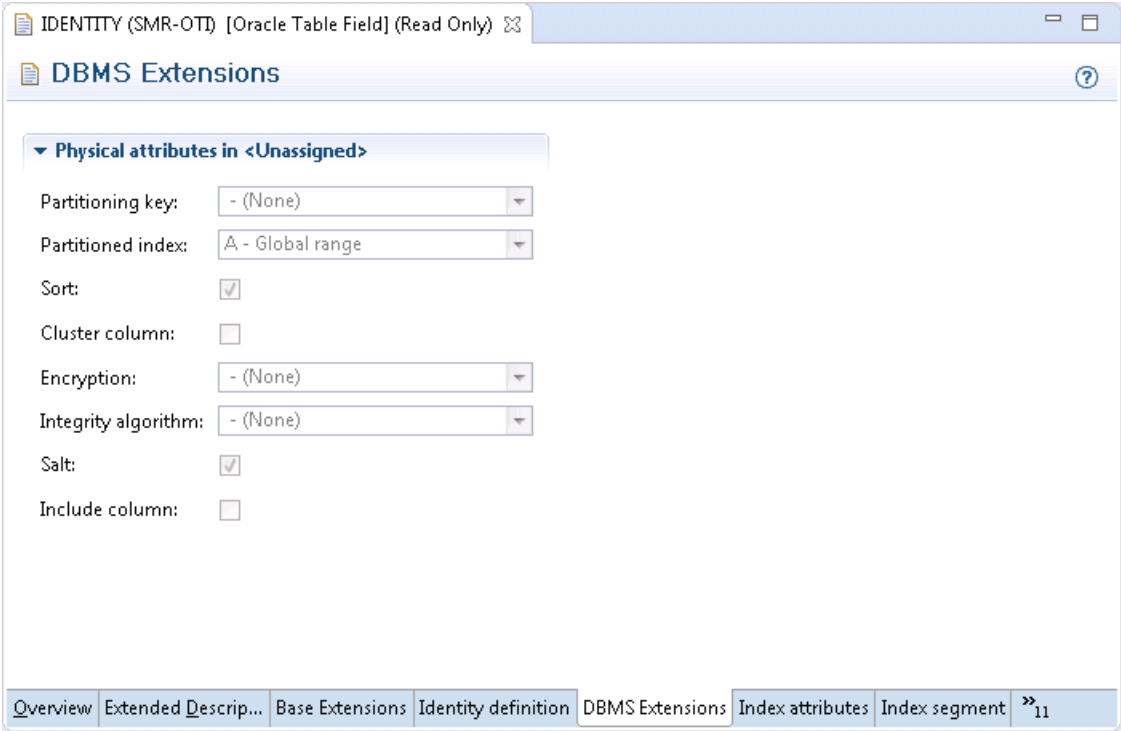 IDENTITY (SMR-OTI) [Oracle Table Field] (Read Only)
DBMS Extensions
Physical attributes in <Unassigned>
Partitioning key: - (None)
Partitioned index: A - Global range
Sort:
Cluster column:
Encryption: - (None)
Integrity algorithm: - (None)
Salt:
Include column:
Overview Extended Descrip... Base Extensions Identity definition DBMS Extensions Index attributes Index segment »11